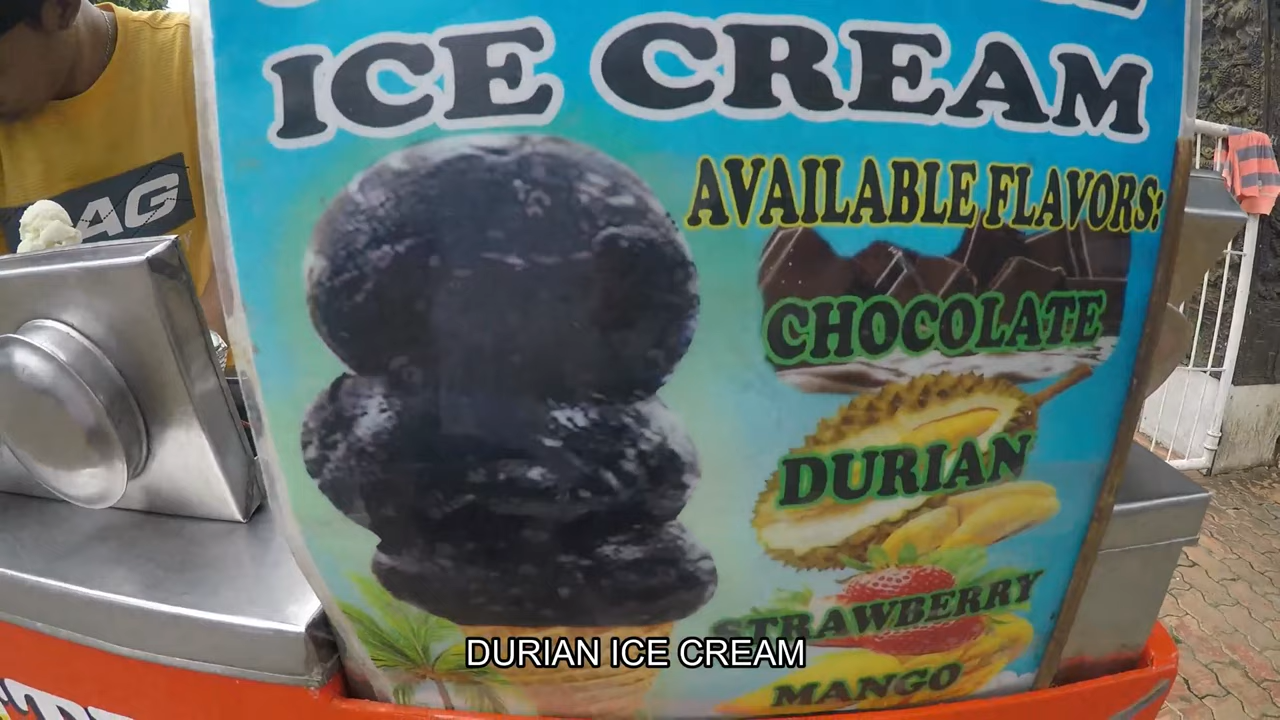 ICE CREAM
AVAILABLE FLAVORS:
CHOCOLATE
DURIAN
STRAWBERRY
MANGO
DURIAN ICE CREAM